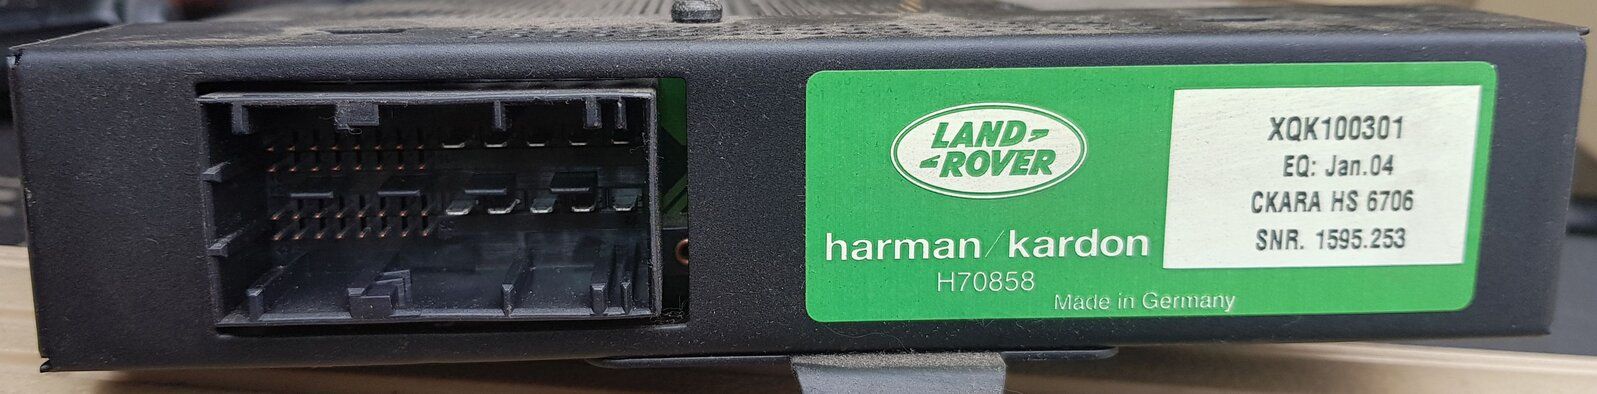 LAND-
-ROVER
harman/kardon
H70858
Made in Germany
XQK100301
EQ: Jan.04
CKARA HS 6706
SNR. 1595.253